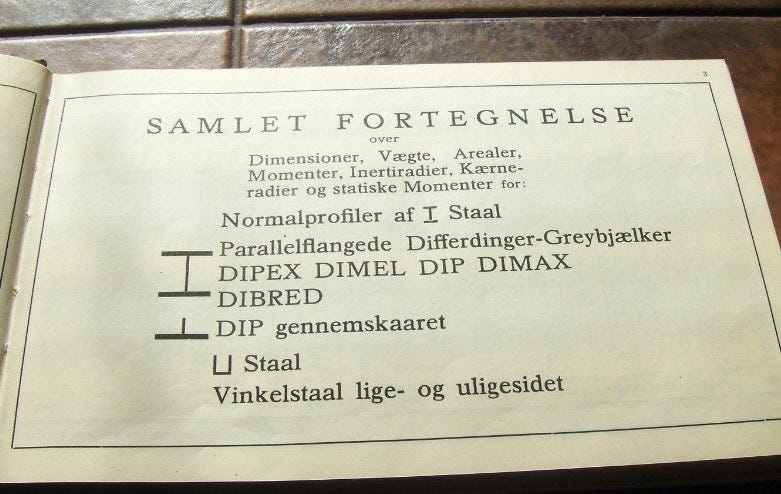 3
SAMLET FORTEGNELSE
over
Dimensioner, Vægte, Arealer,
Momenter, Inertiradier, Kærne-
radier og statiske Momenter for:
Normalprofiler af I Staal
Parallelflangede Differdinger-Greybjælker
DIPEX DIMEL DIP DIMAX
DIBRED
DIP gennemskaaret
⊔ Staal
Vinkelstaal lige- og uligesidet